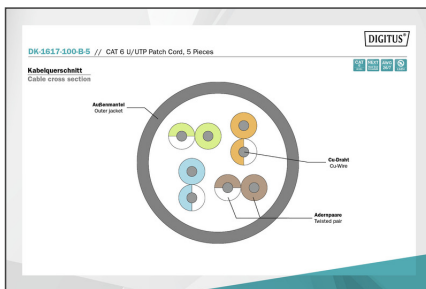 DIGITUS®
DK-1617-100-B-5 // CAT 6 U/UTP Patch Cord, 5 Pieces
Kabelquerschnitt
Cable cross section
Außenmantel
Outer jacket
Cu-Draht
Cu-Wire
Adernpaare
Twisted pair